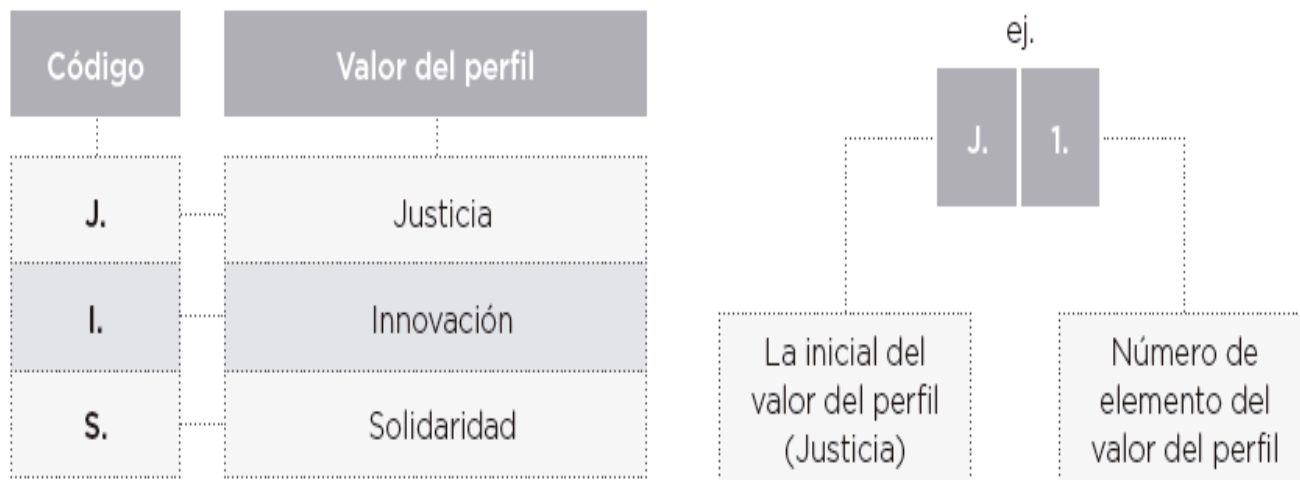 Código Valor del perfil
J. Justicia
I. Innovación
S. Solidaridad
ej.
J. 1.
La inicial del
valor del perfil
(Justicia)
Número de
elemento del
valor del perfil